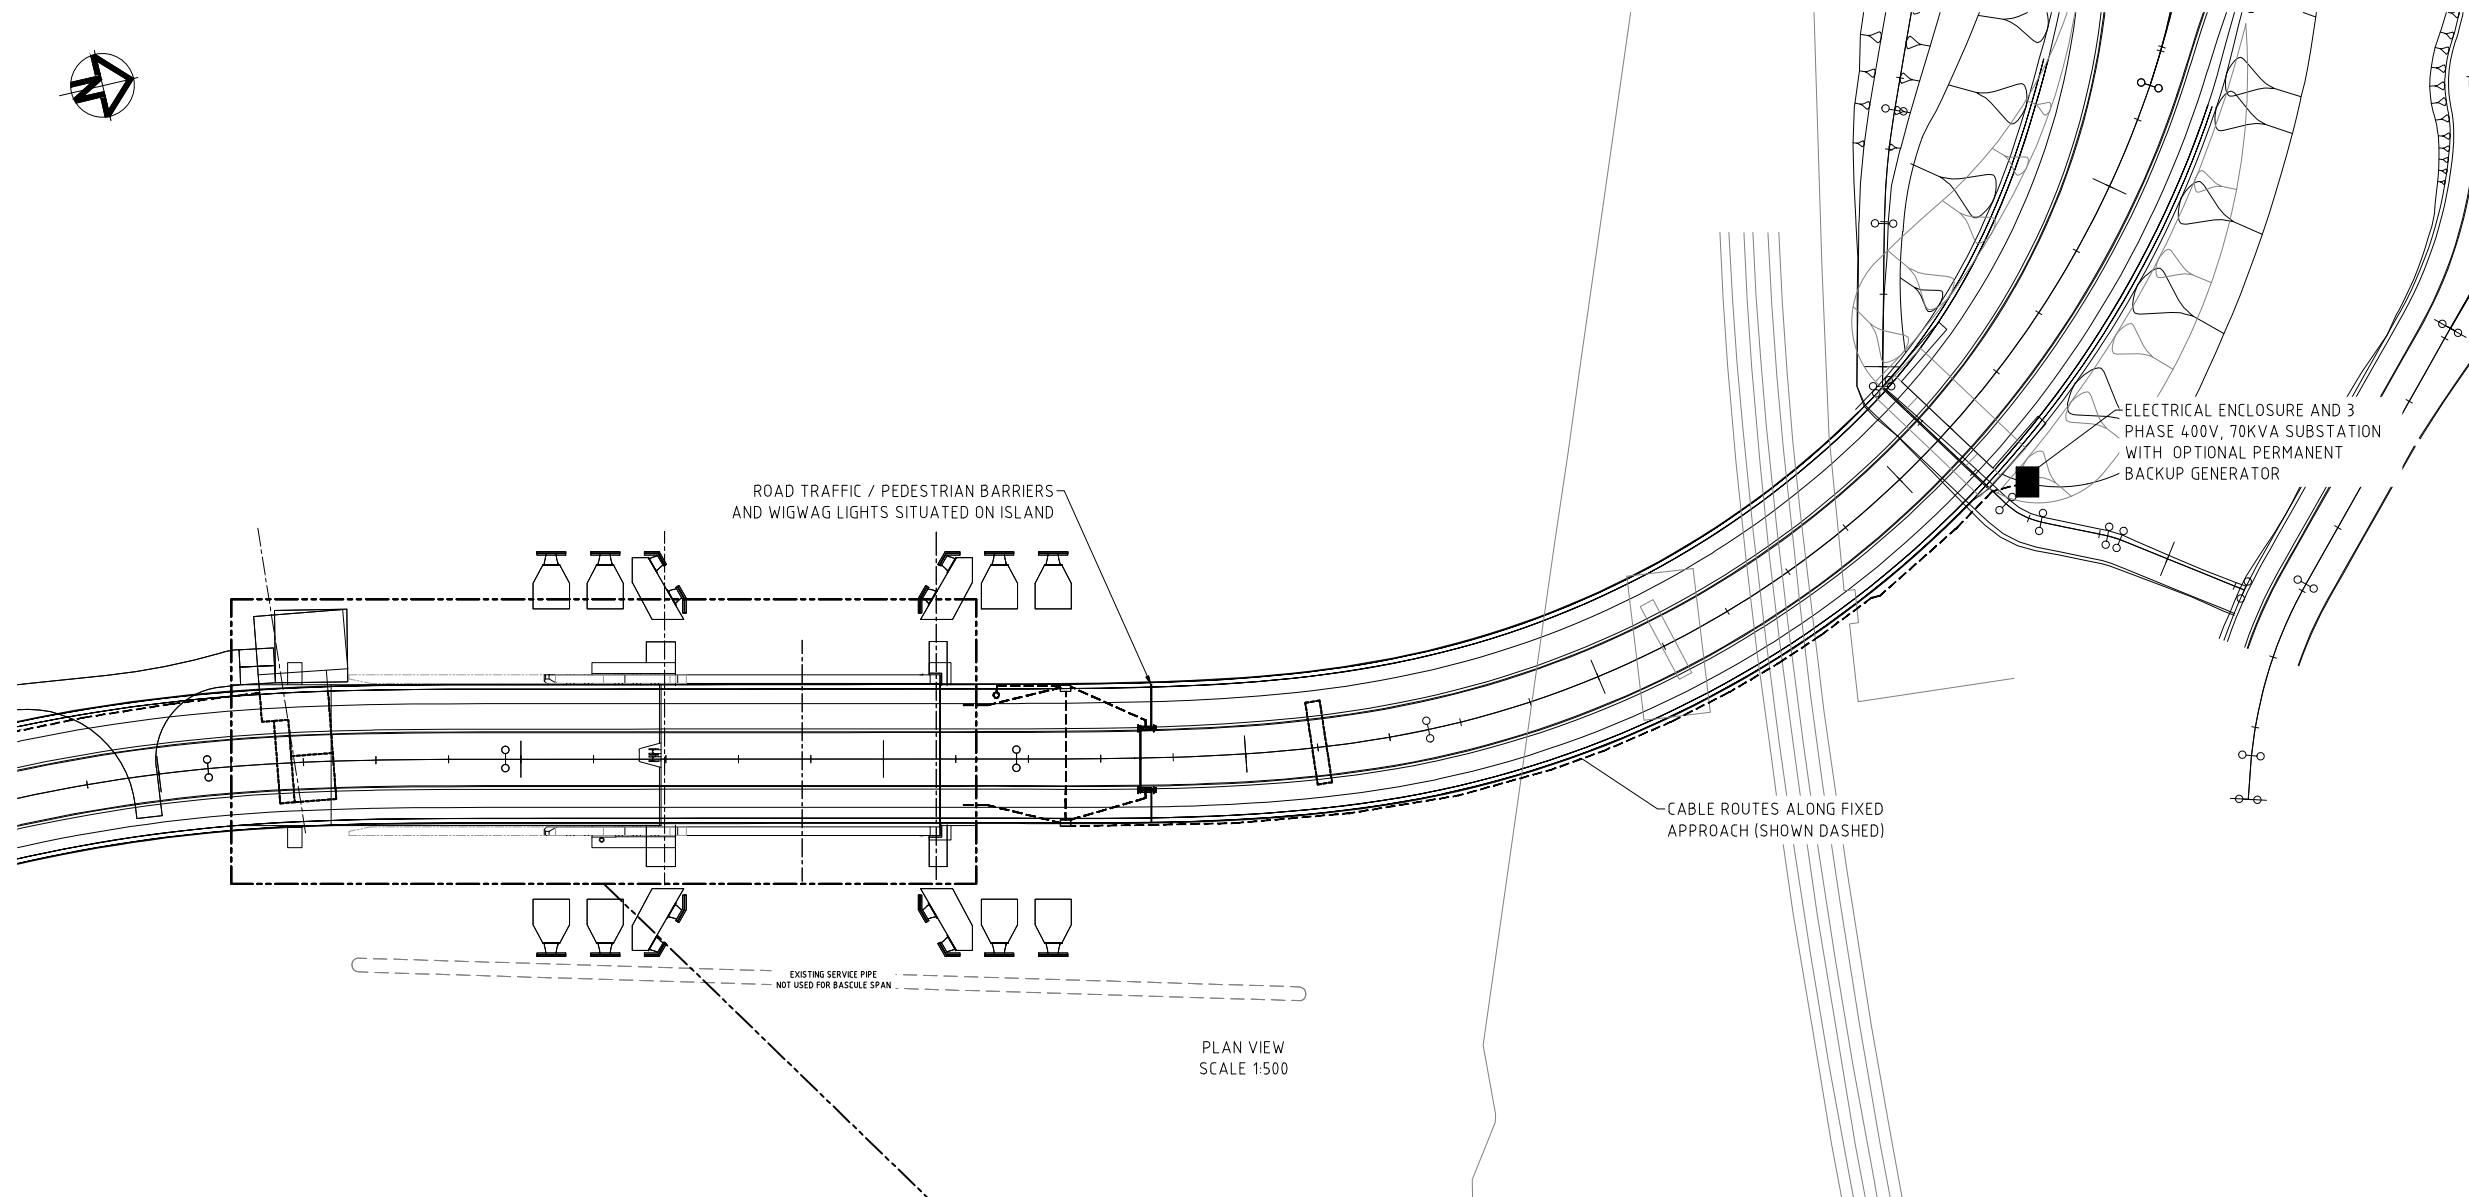 N
ELECTRICAL ENCLOSURE AND 3
PHASE 400V, 70KVA SUBSTATION
WITH OPTIONAL PERMANENT
BACKUP GENERATOR
ROAD TRAFFIC / PEDESTRIAN BARRIERS
AND WIGWAG LIGHTS SITUATED ON ISLAND
CABLE ROUTES ALONG FIXED
APPROACH (SHOWN DASHED)
EXISTING SERVICE PIPE
NOT USED FOR BASCULE SPAN
PLAN VIEW
SCALE 1:500